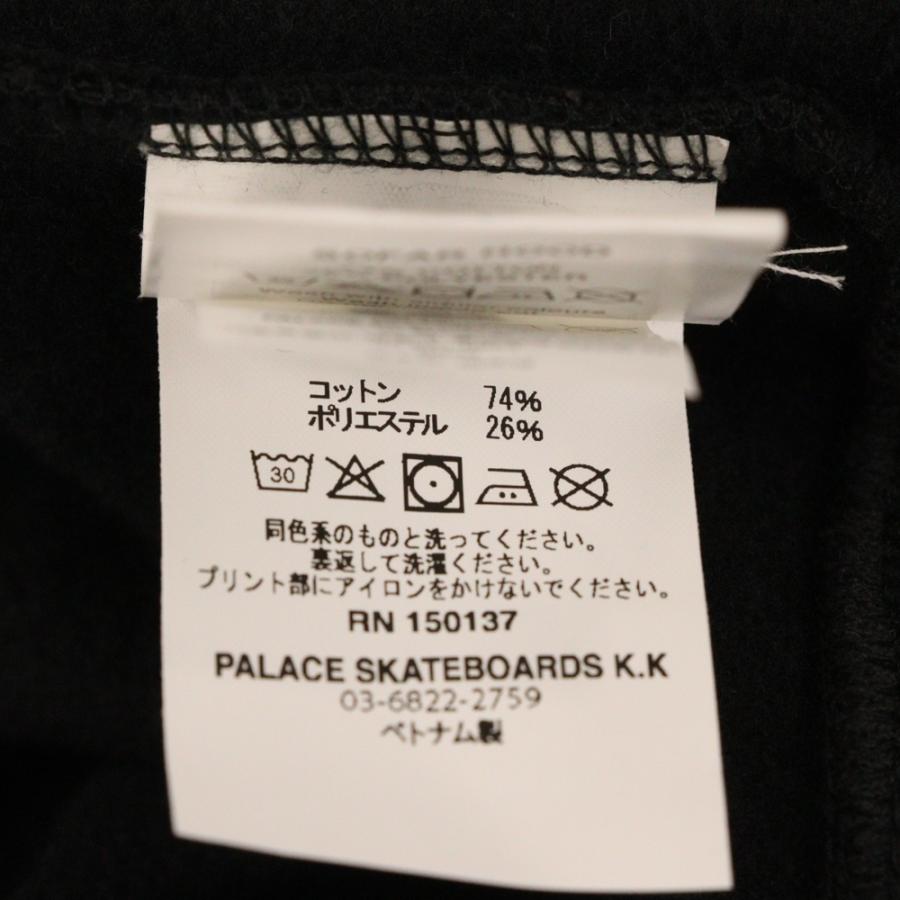 コットン 74%
ポリエステル 26%
30
同色系のものと洗ってください。
裏返して洗濯ください。
プリント部にアイロンをかけないでください。
RN 150137
PALACE SKATEBOARDS K.K
03-6822-2759
ベトナム製